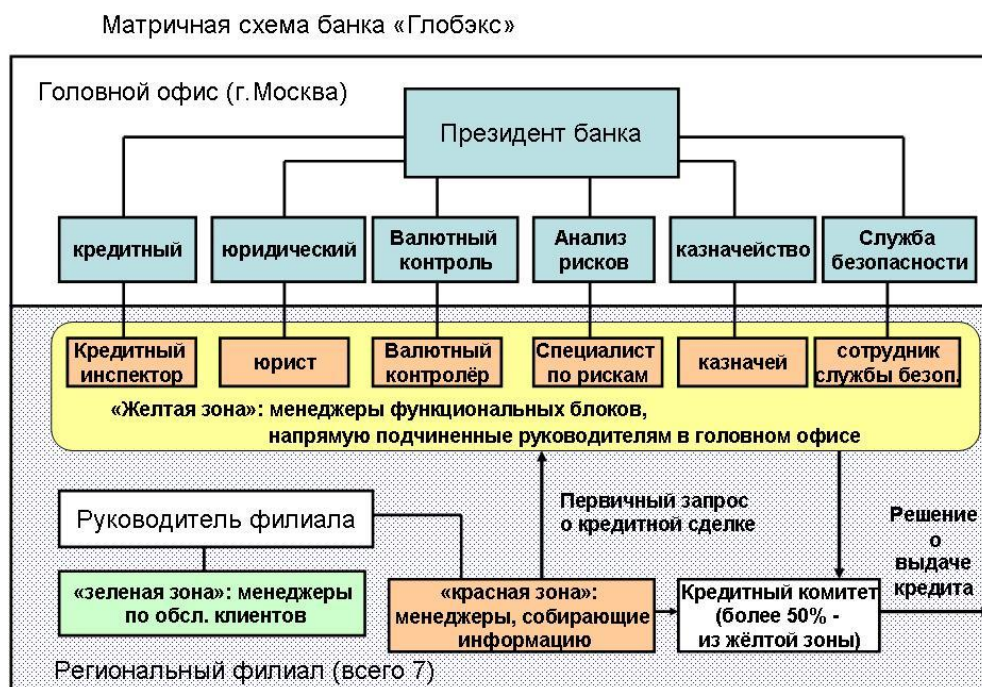 Матричная схема банка «Глобэкс»
Головной офис (г.Москва)
Президент банка
кредитный
юридический
Валютный
контроль
Анализ
рисков
казначейство
Служба
безопасности
Кредитный
инспектор
юрист
Валютный
контролёр
Специалист
по рискам
казначей
сотрудник
службы безоп.
«Желтая зона»: менеджеры функциональных блоков,
напрямую подчиненные руководителям в головном офисе
Руководитель филиала
Первичный запрос
о кредитной сделке
Решение
о
выдаче
кредита
«зеленая зона»: менеджеры
по обсл. клиентов
«красная зона»:
менеджеры, собирающие
информацию
Кредитный комитет
(более 50% -
из жёлтой зоны)
Региональный филиал (всего 7)